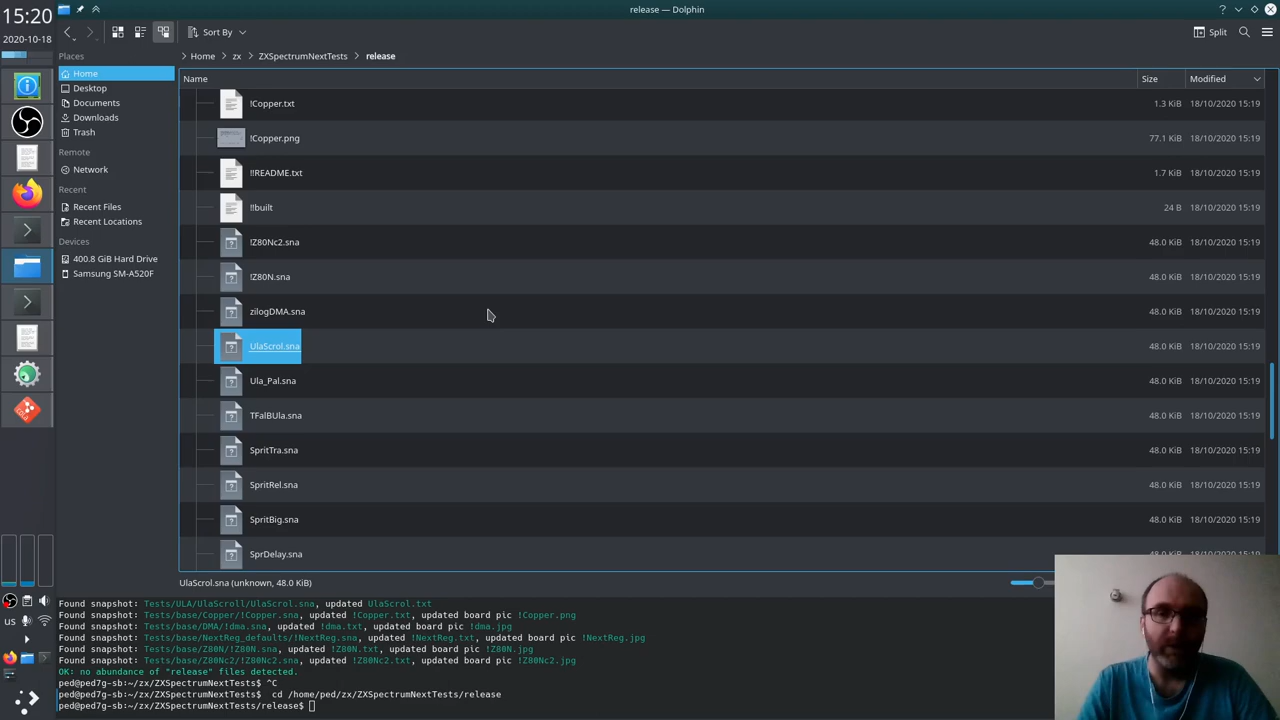 15:20
2020-10-18
release — Dolphin
Sort By
Split
Places
Home
Desktop
Documents
Downloads
Trash
Remote
Network
Recent
Recent Files
Recent Locations
Devices
400.8 GiB Hard Drive
Samsung SM-A520F
Home zx ZXSpectrumNextTests release
Name Size Modified
!Copper.txt 1.3 KiB 18/10/2020 15:19
!Copper.png 77.1 KiB 18/10/2020 15:19
!!README.txt 1.7 KiB 18/10/2020 15:19
!!built 24 B 18/10/2020 15:19
!Z80Nc2.sna 48.0 KiB 18/10/2020 15:19
!Z80N.sna 48.0 KiB 18/10/2020 15:19
zilogDMA.sna 48.0 KiB 18/10/2020 15:19
UlaScrol.sna 48.0 KiB 18/10/2020 15:19
Ula_Pal.sna 48.0 KiB 18/10/2020 15:19
TFalBUla.sna 48.0 KiB 18/10/2020 15:19
SpritTra.sna 48.0 KiB 18/10/2020 15:19
SpritRel.sna 48.0 KiB 18/10/2020 15:19
SpritBig.sna 48.0 KiB 18/10/2020 15:19
SprDelay.sna 48.0 KiB 18/10/2020 15:19
UlaScrol.sna (unknown, 48.0 KiB)
Found snapshot: Tests/ULA/UlaScroll/UlaScrol.sna, updated UlaScrol.txt
Found snapshot: Tests/base/Copper/!Copper.sna, updated !Copper.txt, updated board pic !Copper.png
Found snapshot: Tests/base/DMA/!dma.sna, updated !dma.txt, updated board pic !dma.jpg
Found snapshot: Tests/base/NextReg_defaults/!NextReg.sna, updated !NextReg.txt, updated board pic !NextReg.jpg
Found snapshot: Tests/base/Z80N/!Z80N.sna, updated !Z80N.txt, updated board pic !Z80N.jpg
Found snapshot: Tests/base/Z80Nc2/!Z80Nc2.sna, updated !Z80Nc2.txt, updated board pic !Z80Nc2.jpg
OK: no abundance of "release" files detected.
ped@ped7g-sb:~/zx/ZXSpectrumNextTests$ ^C
ped@ped7g-sb:~/zx/ZXSpectrumNextTests$  cd /home/ped/zx/ZXSpectrumNextTests/release
ped@ped7g-sb:~/zx/ZXSpectrumNextTests/release$
US